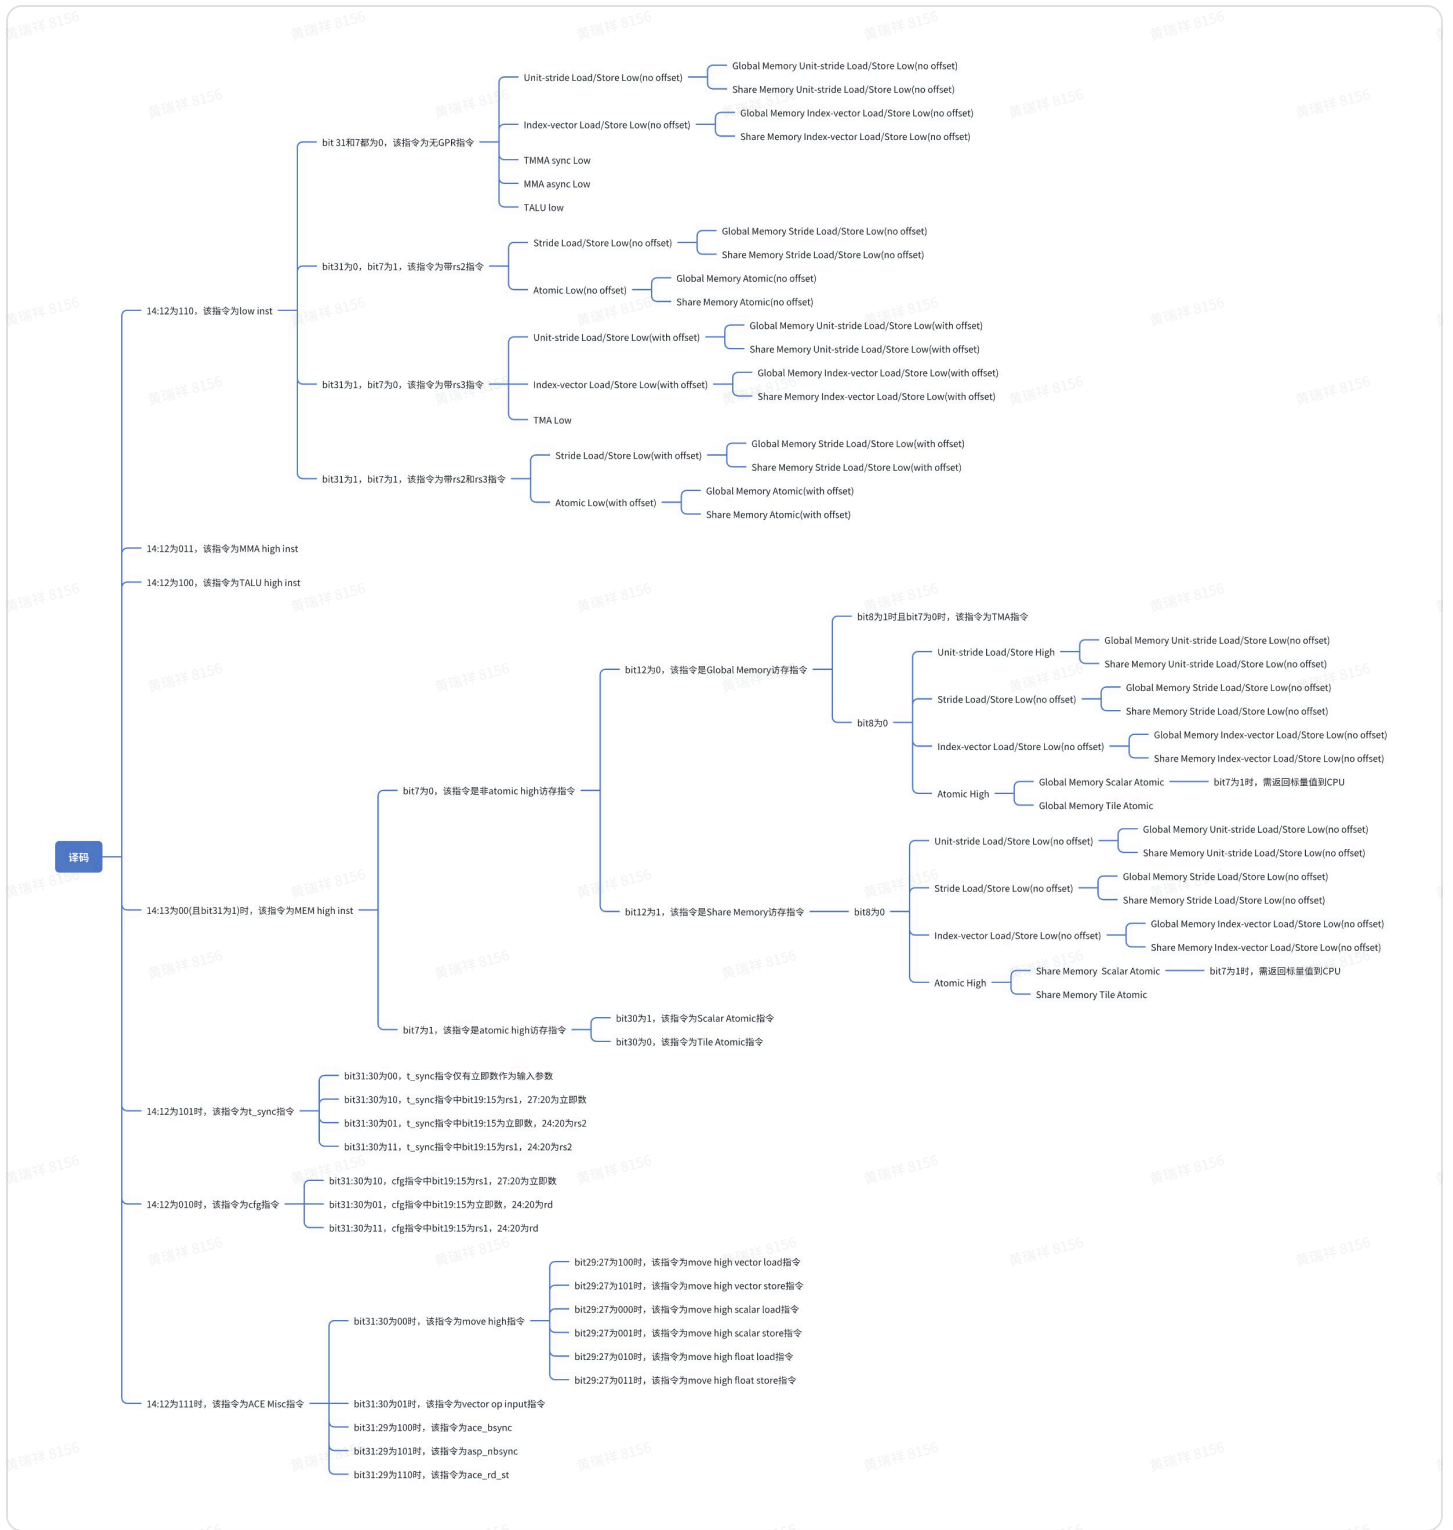 译码
14:12为110，该指令为low inst
bit 31和7都为0，该指令为无GPR指令
Unit-stride Load/Store Low(no offset)
Global Memory Unit-stride Load/Store Low(no offset)
Share Memory Unit-stride Load/Store Low(no offset)
Index-vector Load/Store Low(no offset)
Global Memory Index-vector Load/Store Low(no offset)
Share Memory Index-vector Load/Store Low(no offset)
TMMA sync Low
MMA async Low
TALU low
bit31为0，bit7为1，该指令为带rs2指令
Stride Load/Store Low(no offset)
Global Memory Stride Load/Store Low(no offset)
Share Memory Stride Load/Store Low(no offset)
Atomic Low(no offset)
Global Memory Atomic(no offset)
Share Memory Atomic(no offset)
bit31为1，bit7为0，该指令为带rs3指令
Unit-stride Load/Store Low(with offset)
Global Memory Unit-stride Load/Store Low(with offset)
Share Memory Unit-stride Load/Store Low(with offset)
Index-vector Load/Store Low(with offset)
Global Memory Index-vector Load/Store Low(with offset)
Share Memory Index-vector Load/Store Low(with offset)
TMA Low
bit31为1，bit7为1，该指令为带rs2和rs3指令
Stride Load/Store Low(with offset)
Global Memory Stride Load/Store Low(with offset)
Share Memory Stride Load/Store Low(with offset)
Atomic Low(with offset)
Global Memory Atomic(with offset)
Share Memory Atomic(with offset)
14:12为011，该指令为MMA high inst
14:12为100，该指令为TALU high inst
14:13为00(且bit31为1)时，该指令为MEM high inst
bit7为0，该指令是非atomic high访存指令
bit12为0，该指令是Global Memory访存指令
bit8为1时且bit7为0时，该指令为TMA指令
bit8为0
Unit-stride Load/Store High
Global Memory Unit-stride Load/Store Low(no offset)
Share Memory Unit-stride Load/Store Low(no offset)
Stride Load/Store Low(no offset)
Global Memory Stride Load/Store Low(no offset)
Share Memory Stride Load/Store Low(no offset)
Index-vector Load/Store Low(no offset)
Global Memory Index-vector Load/Store Low(no offset)
Share Memory Index-vector Load/Store Low(no offset)
Atomic High
Global Memory Scalar Atomic
bit7为1时，需返回标量值到CPU
Global Memory Tile Atomic
bit12为1，该指令是Share Memory访存指令
bit8为0
Unit-stride Load/Store Low(no offset)
Global Memory Unit-stride Load/Store Low(no offset)
Share Memory Unit-stride Load/Store Low(no offset)
Stride Load/Store Low(no offset)
Global Memory Stride Load/Store Low(no offset)
Share Memory Stride Load/Store Low(no offset)
Index-vector Load/Store Low(no offset)
Global Memory Index-vector Load/Store Low(no offset)
Share Memory Index-vector Load/Store Low(no offset)
Atomic High
Share Memory Scalar Atomic
bit7为1时，需返回标量值到CPU
Share Memory Tile Atomic
bit7为1，该指令是atomic high访存指令
bit30为1，该指令为Scalar Atomic指令
bit30为0，该指令为Tile Atomic指令
14:12为101时，该指令为t_sync指令
bit31:30为00，t_sync指令仅有立即数作为输入参数
bit31:30为10，t_sync指令中bit19:15为rs1，27:20为立即数
bit31:30为01，t_sync指令中bit19:15为立即数，24:20为rs2
bit31:30为11，t_sync指令中bit19:15为rs1，24:20为rs2
14:12为010时，该指令为cfg指令
bit31:30为10，cfg指令中bit19:15为rs1，27:20为立即数
bit31:30为01，cfg指令中bit19:15为立即数，24:20为rd
bit31:30为11，cfg指令中bit19:15为rs1，24:20为rd
14:12为111时，该指令为ACE Misc指令
bit31:30为00时，该指令为move high指令
bit29:27为100时，该指令为move high vector load指令
bit29:27为101时，该指令为move high vector store指令
bit29:27为000时，该指令为move high scalar load指令
bit29:27为001时，该指令为move high scalar store指令
bit29:27为010时，该指令为move high float load指令
bit29:27为011时，该指令为move high float store指令
bit31:30为01时，该指令为vector op input指令
bit31:29为100时，该指令为ace_bsync
bit31:29为101时，该指令为asp_nbsync
bit31:29为110时，该指令为ace_rd_st
黄瑞祥 8156